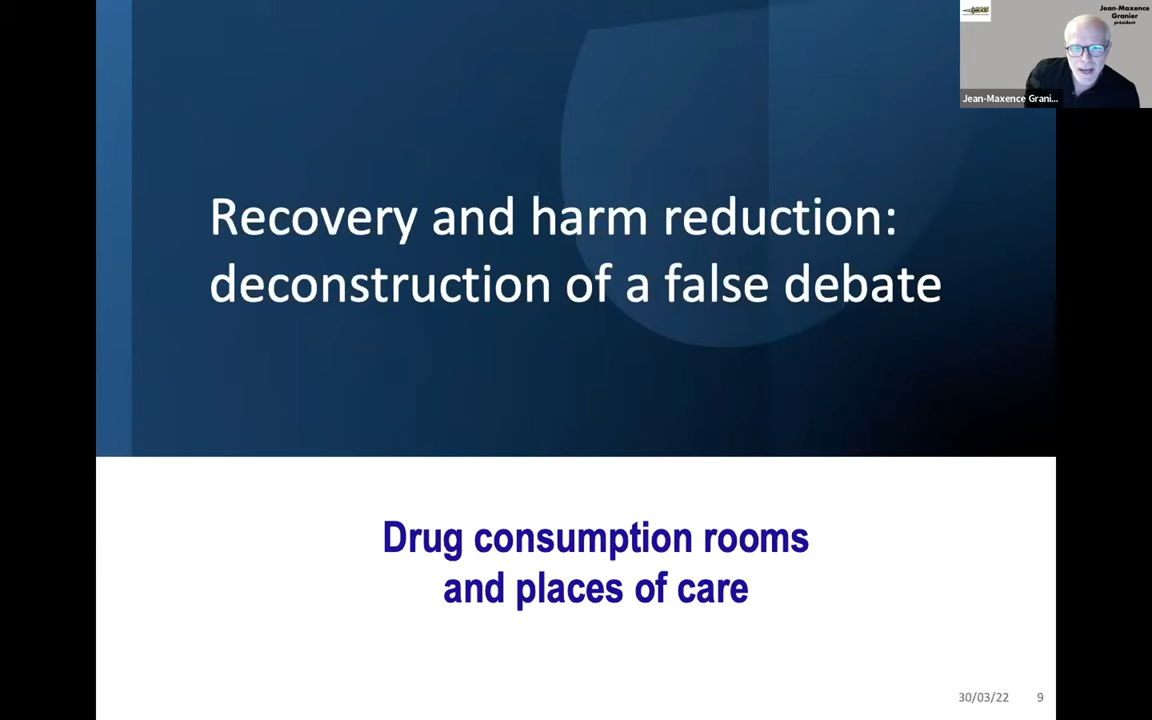 Jean-Maxence
Granier
président
Jean-Maxence Grani...
Recovery and harm reduction:
deconstruction of a false debate
Drug consumption rooms
and places of care
30/03/22 9